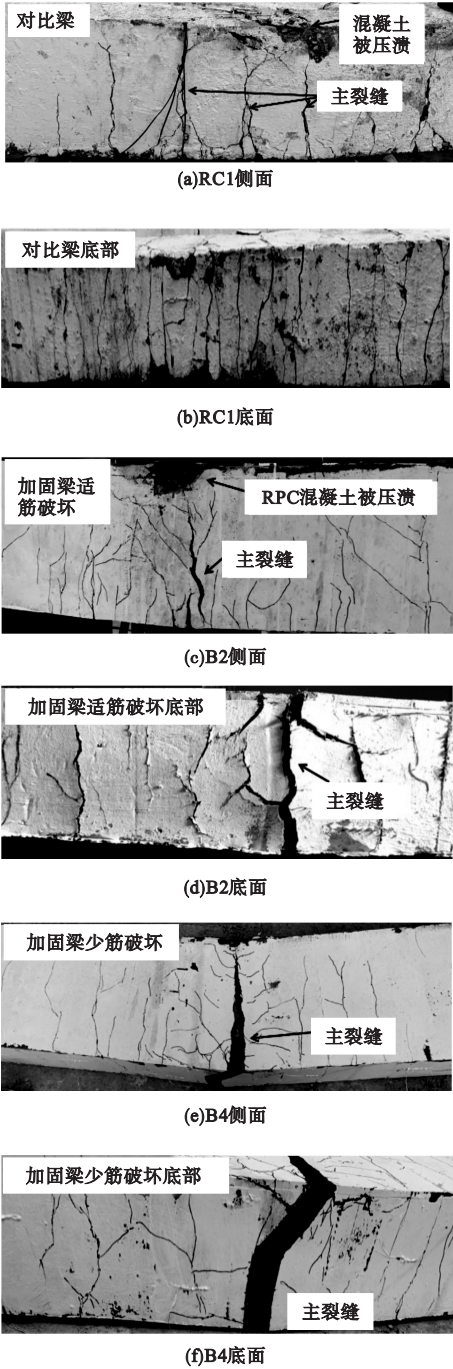 对比梁
混凝土
被压溃
主裂缝
(a)RC1侧面
对比梁底部
(b)RC1底面
加固梁适
筋破坏
RPC混凝土被压溃
主裂缝
(c)B2侧面
加固梁适筋破坏底部
主裂缝
(d)B2底面
加固梁少筋破坏
主裂缝
(e)B4侧面
加固梁少筋破坏底部
主裂缝
(f)B4底面